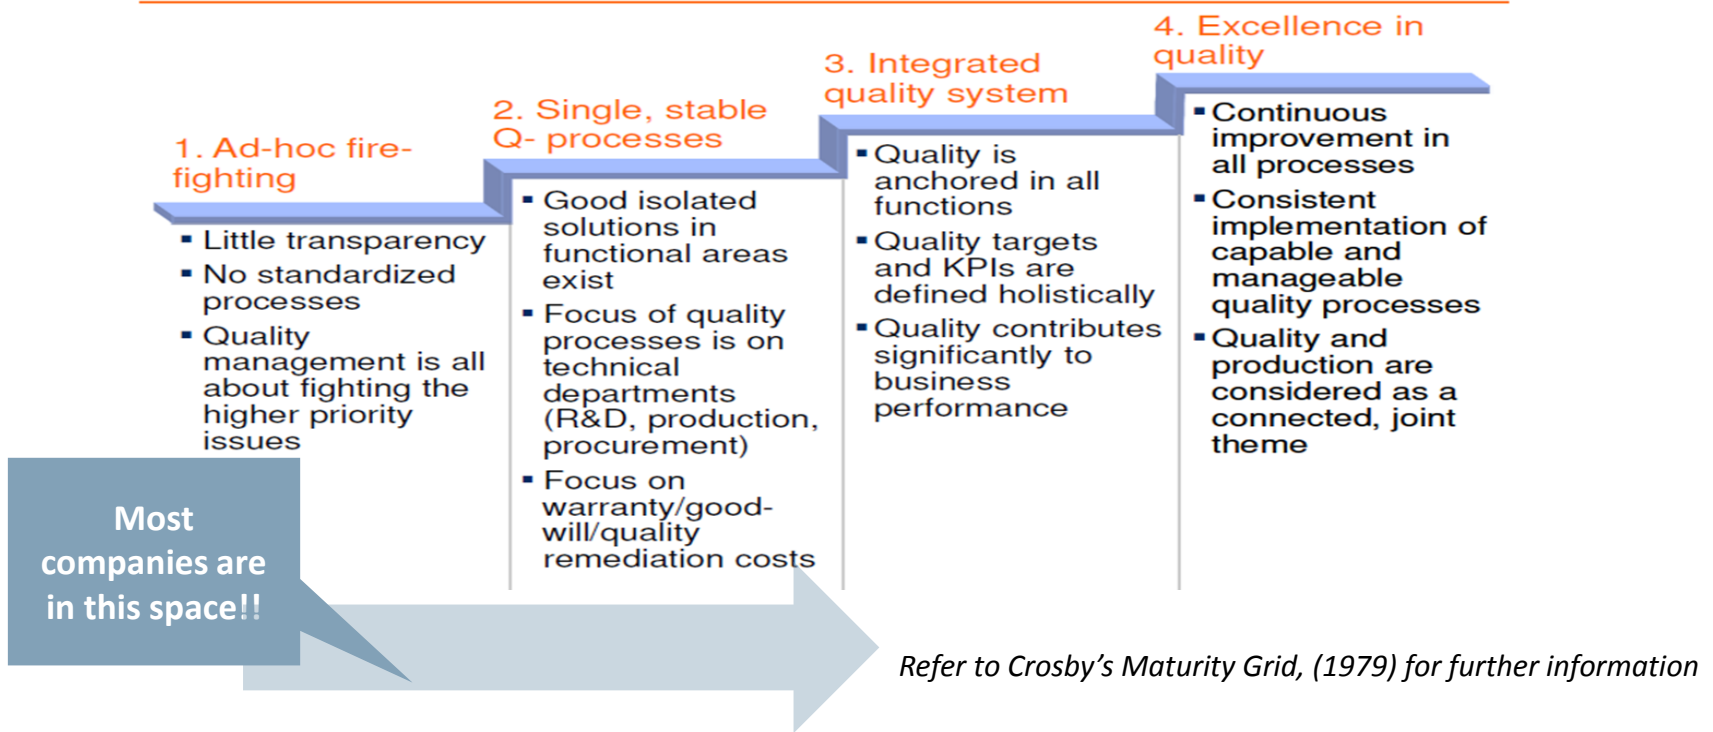 1. Ad-hoc fire-
fighting
▪ Little transparency
▪ No standardized
processes
▪ Quality
management is all
about fighting the
higher priority
issues
2. Single, stable
Q- processes
▪ Good isolated
solutions in
functional areas
exist
▪ Focus of quality
processes is on
technical
departments
(R&D, production,
procurement)
▪ Focus on
warranty/good-
will/quality
remediation costs
3. Integrated
quality system
▪ Quality is
anchored in all
functions
▪ Quality targets
and KPIs are
defined holistically
▪ Quality contributes
significantly to
business
performance
4. Excellence in
quality
▪ Continuous
improvement in
all processes
▪ Consistent
implementation of
capable and
manageable
quality processes
▪ Quality and
production are
considered as a
connected, joint
theme
Most
companies are
in this space!!
Refer to Crosby’s Maturity Grid, (1979) for further information